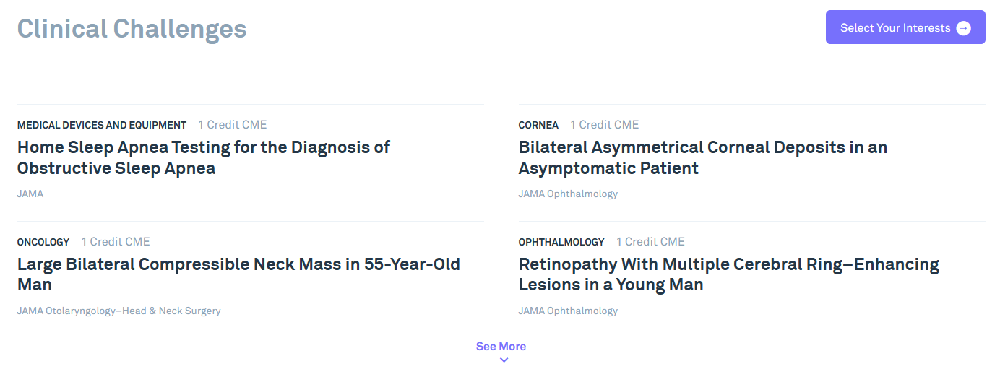 Clinical Challenges
Select Your Interests
MEDICAL DEVICES AND EQUIPMENT 1 Credit CME
Home Sleep Apnea Testing for the Diagnosis of
Obstructive Sleep Apnea
JAMA
CORNEA 1 Credit CME
Bilateral Asymmetrical Corneal Deposits in an
Asymptomatic Patient
JAMA Ophthalmology
ONCOLOGY 1 Credit CME
Large Bilateral Compressible Neck Mass in 55-Year-Old
Man
JAMA Otolaryngology–Head & Neck Surgery
OPHTHALMOLOGY 1 Credit CME
Retinopathy With Multiple Cerebral Ring–Enhancing
Lesions in a Young Man
JAMA Ophthalmology
See More